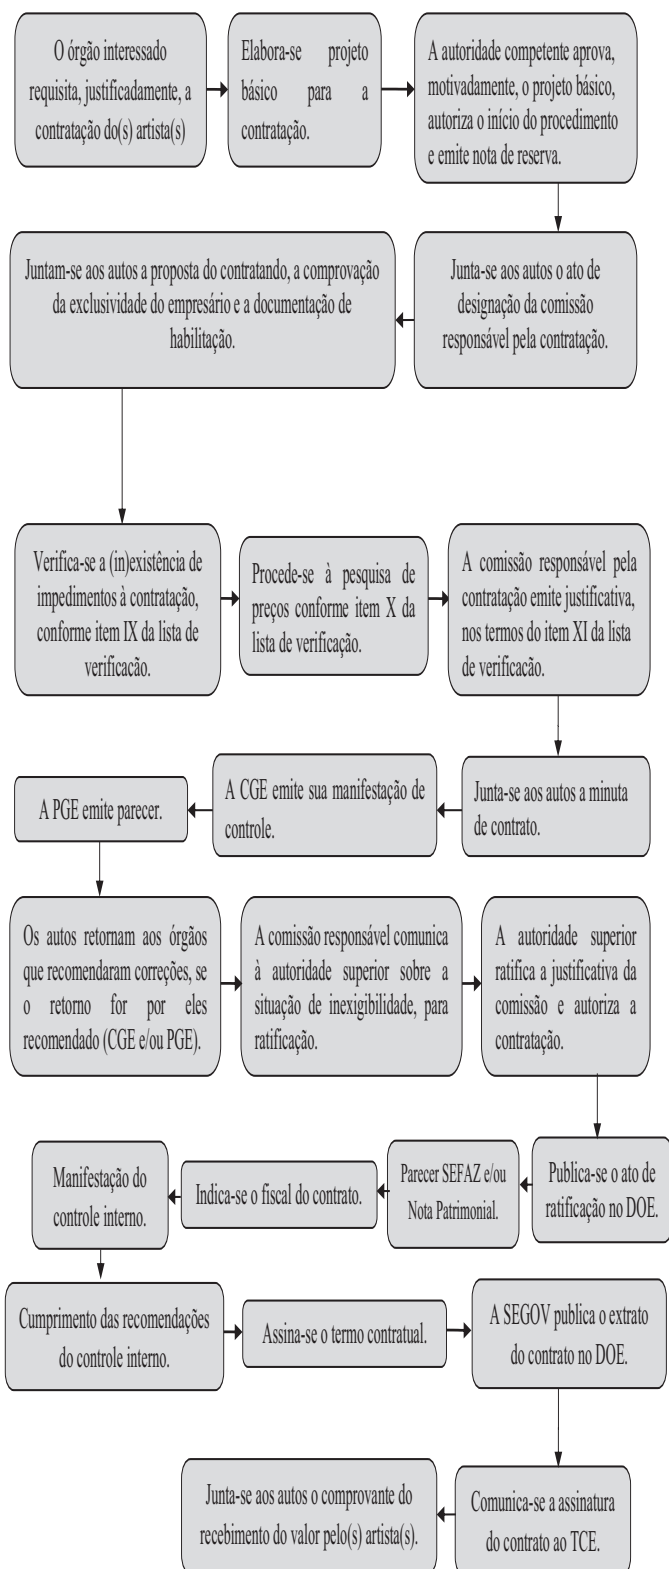 O órgão interessado
requisita, justificadamente, a
contratação do(s) artista(s)
Elabora-se projeto
básico para a
contratação.
A autoridade competente aprova,
motivadamente, o projeto básico,
autoriza o início do procedimento
e emite nota de reserva.
Junta-se aos autos o ato de
designação da comissão
responsável pela contratação.
Juntam-se aos autos a proposta do contratando, a comprovação
da exclusividade do empresário e a documentação de
habilitação.
Verifica-se a (in)existência de
impedimentos à contratação,
conforme item IX da lista de
verificação.
Procede-se à pesquisa de
preços conforme item X da
lista de verificação.
A comissão responsável pela
contratação emite justificativa,
nos termos do item XI da lista
de verificação.
Junta-se aos autos a minuta
de contrato.
A CGE emite sua manifestação de
controle.
A PGE emite parecer.
Os autos retornam aos órgãos
que recomendaram correções, se
o retorno for por eles
recomendado (CGE e/ou PGE).
A comissão responsável comunica
à autoridade superior sobre a
situação de inexigibilidade, para
ratificação.
A autoridade superior
ratifica a justificativa da
comissão e autoriza a
contratação.
Publica-se o ato de
ratificação no DOE.
Parecer SEFAZ e/ou
Nota Patrimonial.
Indica-se o fiscal do contrato.
Manifestação do
controle interno.
Cumprimento das recomendações
do controle interno.
Assina-se o termo contratual.
A SEGOV publica o extrato
do contrato no DOE.
Comunica-se a assinatura
do contrato ao TCE.
Junta-se aos autos o comprovante do
recebimento do valor pelo(s) artista(s).